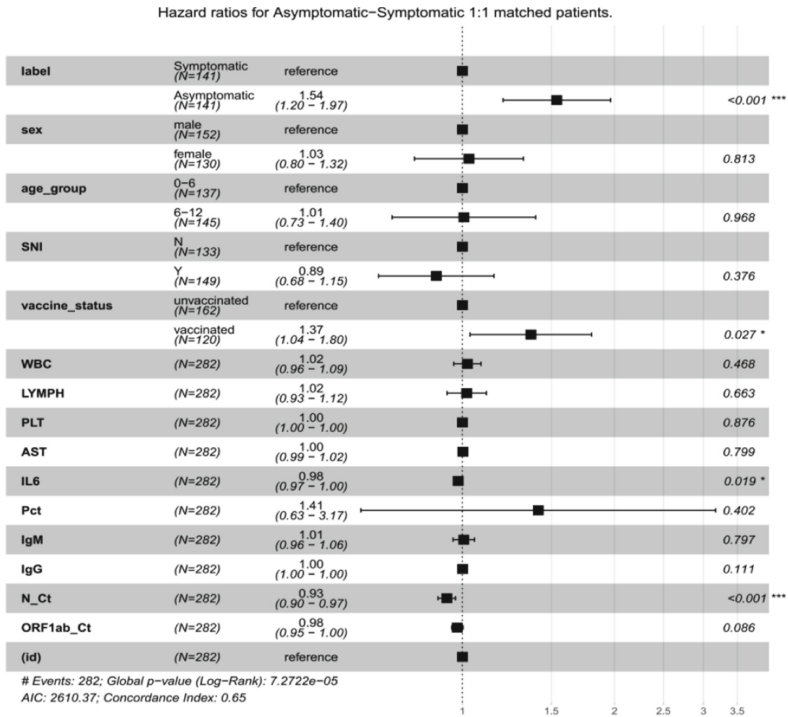 Hazard ratios for Asymptomatic−Symptomatic 1:1 matched patients.
label Symptomatic (N=141) reference
Asymptomatic (N=141) 1.54 (1.20 − 1.97) <0.001 ***
sex male (N=152) reference
female (N=130) 1.03 (0.80 − 1.32) 0.813
age_group 0−6 (N=137) reference
6−12 (N=145) 1.01 (0.73 − 1.40) 0.968
SNI N (N=133) reference
Y (N=149) 0.89 (0.68 − 1.15) 0.376
vaccine_status unvaccinated (N=162) reference
vaccinated (N=120) 1.37 (1.04 − 1.80) 0.027 *
WBC (N=282) 1.02 (0.96 − 1.09) 0.468
LYMPH (N=282) 1.02 (0.93 − 1.12) 0.663
PLT (N=282) 1.00 (1.00 − 1.00) 0.876
AST (N=282) 1.00 (0.99 − 1.02) 0.799
IL6 (N=282) 0.98 (0.97 − 1.00) 0.019 *
Pct (N=282) 1.41 (0.63 − 3.17) 0.402
IgM (N=282) 1.01 (0.96 − 1.06) 0.797
IgG (N=282) 1.00 (1.00 − 1.00) 0.111
N_Ct (N=282) 0.93 (0.90 − 0.97) <0.001 ***
ORF1ab_Ct (N=282) 0.98 (0.95 − 1.00) 0.086
(id) (N=282) reference
# Events: 282; Global p−value (Log−Rank): 7.2722e−05
AIC: 2610.37; Concordance Index: 0.65
1 1.5 2 2.5 3 3.5